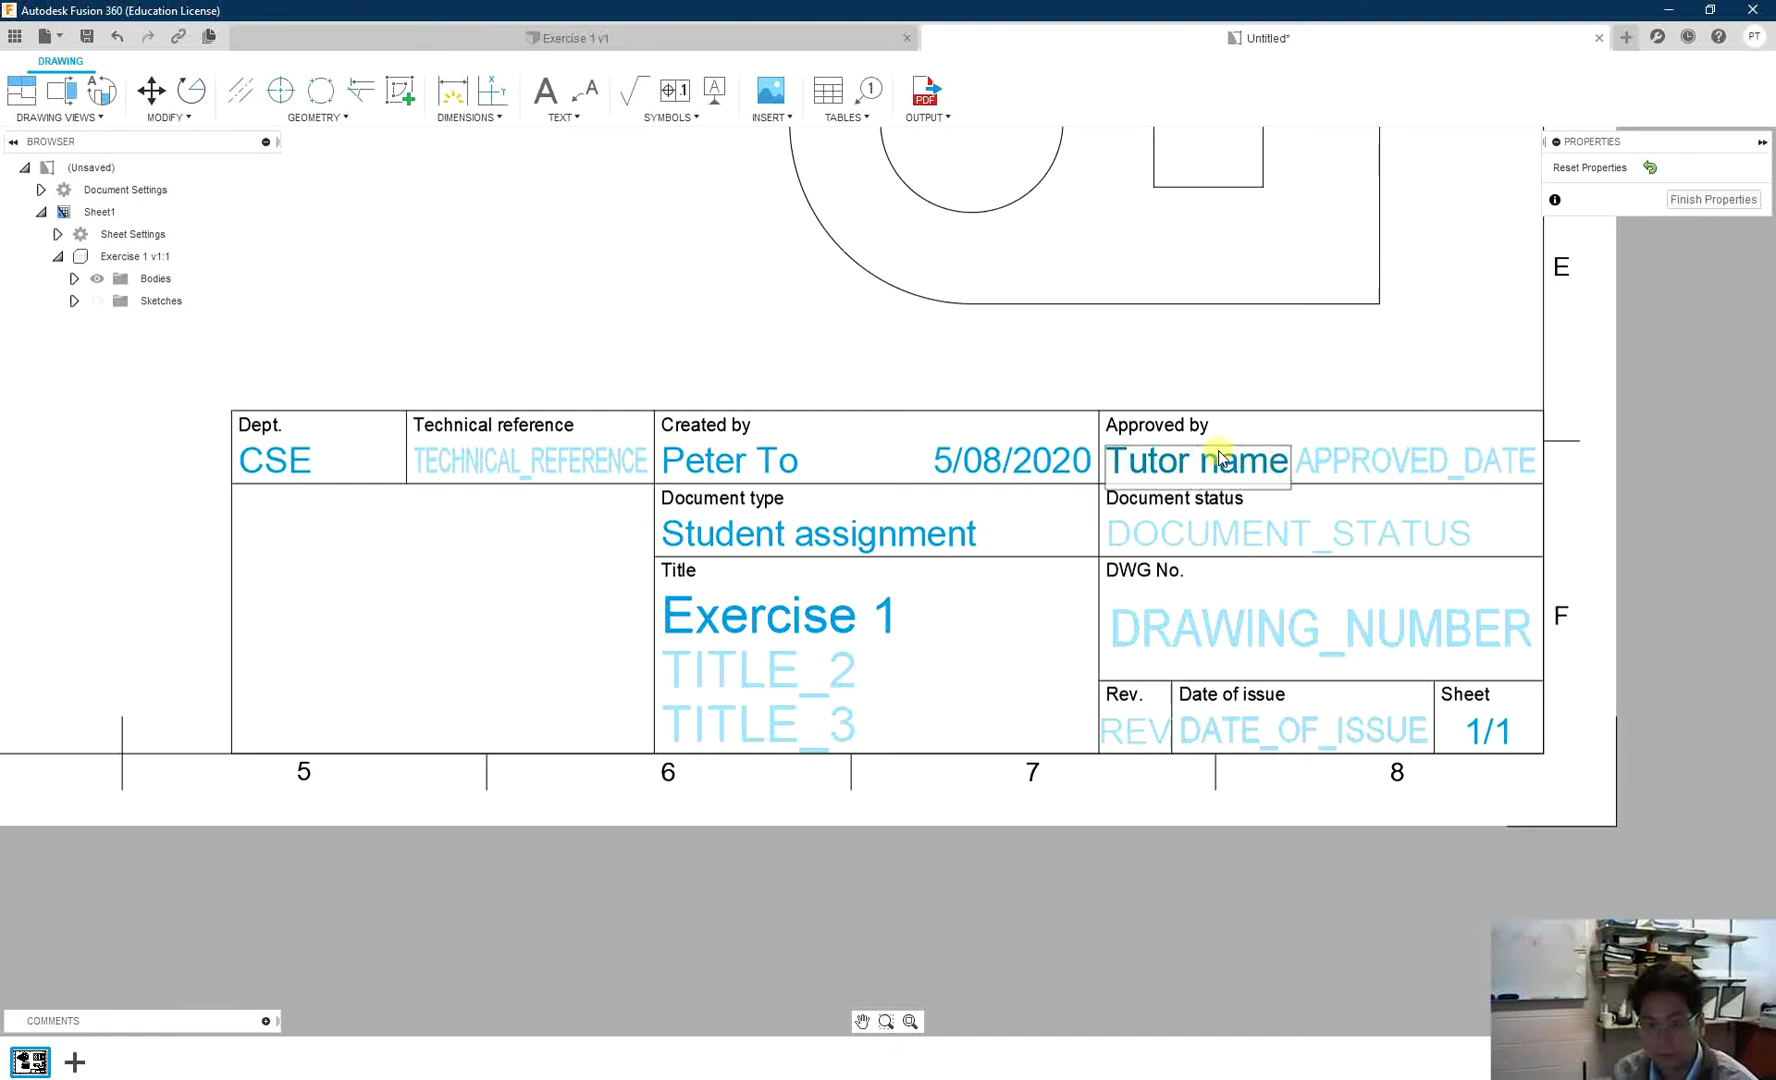 Autodesk Fusion 360 (Education License)
Exercise 1 v1
Untitled*
PT
DRAWING
DRAWING VIEWS
MODIFY
GEOMETRY
DIMENSIONS
TEXT
SYMBOLS
INSERT
TABLES
OUTPUT
BROWSER
(Unsaved)
Document Settings
Sheet1
Sheet Settings
Exercise 1 v1:1
Bodies
Sketches
PROPERTIES
Reset Properties
Finish Properties
E
Dept.
CSE
Technical reference
TECHNICAL_REFERENCE
Created by
Peter To 5/08/2020
Approved by
Tutor name APPROVED_DATE
Document type
Student assignment
Document status
DOCUMENT_STATUS
Title
Exercise 1
TITLE_2
TITLE_3
DWG No.
DRAWING_NUMBER
F
Rev.
REV
Date of issue
DATE_OF_ISSUE
Sheet
1/1
5 6 7 8
COMMENTS